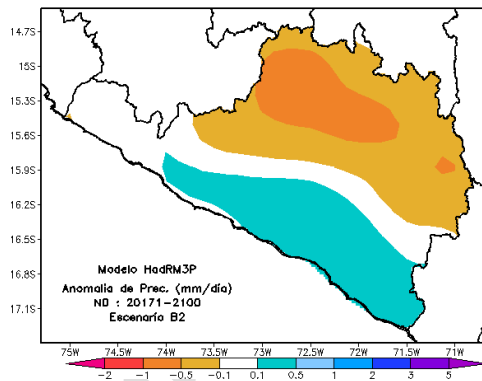 14.7S
15S
15.3S
15.6S
15.9S
16.2S
16.5S
16.8S
17.1S
Modelo HadRM3P
Anomalia de Prec. (mm/día)
ND : 20171-2100
Escenario B2
75W 74.5W 74W 73.5W 73W 72.5W 72W 71.5W 71W
-2 -1 -0.5 -0.1 0.1 0.5 1 2 3 5